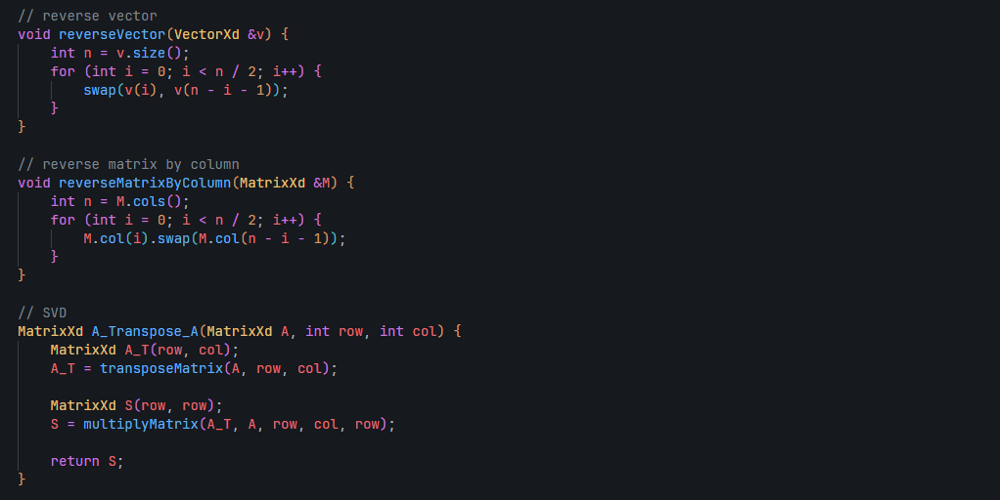 // reverse vector
void reverseVector(VectorXd &v) {
    int n = v.size();
    for (int i = 0; i < n / 2; i++) {
        swap(v(i), v(n - i - 1));
    }
}

// reverse matrix by column
void reverseMatrixByColumn(MatrixXd &M) {
    int n = M.cols();
    for (int i = 0; i < n / 2; i++) {
        M.col(i).swap(M.col(n - i - 1));
    }
}

// SVD
MatrixXd A_Transpose_A(MatrixXd A, int row, int col) {
    MatrixXd A_T(row, col);
    A_T = transposeMatrix(A, row, col);

    MatrixXd S(row, row);
    S = multiplyMatrix(A_T, A, row, col, row);

    return S;
}